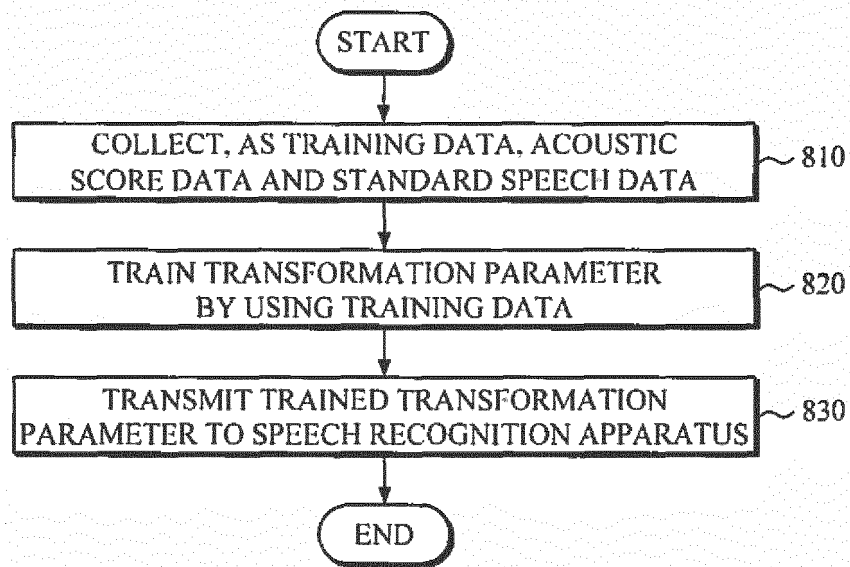 START
COLLECT, AS TRAINING DATA, ACOUSTIC
SCORE DATA AND STANDARD SPEECH DATA
810
TRAIN TRANSFORMATION PARAMETER
BY USING TRAINING DATA
820
TRANSMIT TRAINED TRANSFORMATION
PARAMETER TO SPEECH RECOGNITION APPARATUS
830
END